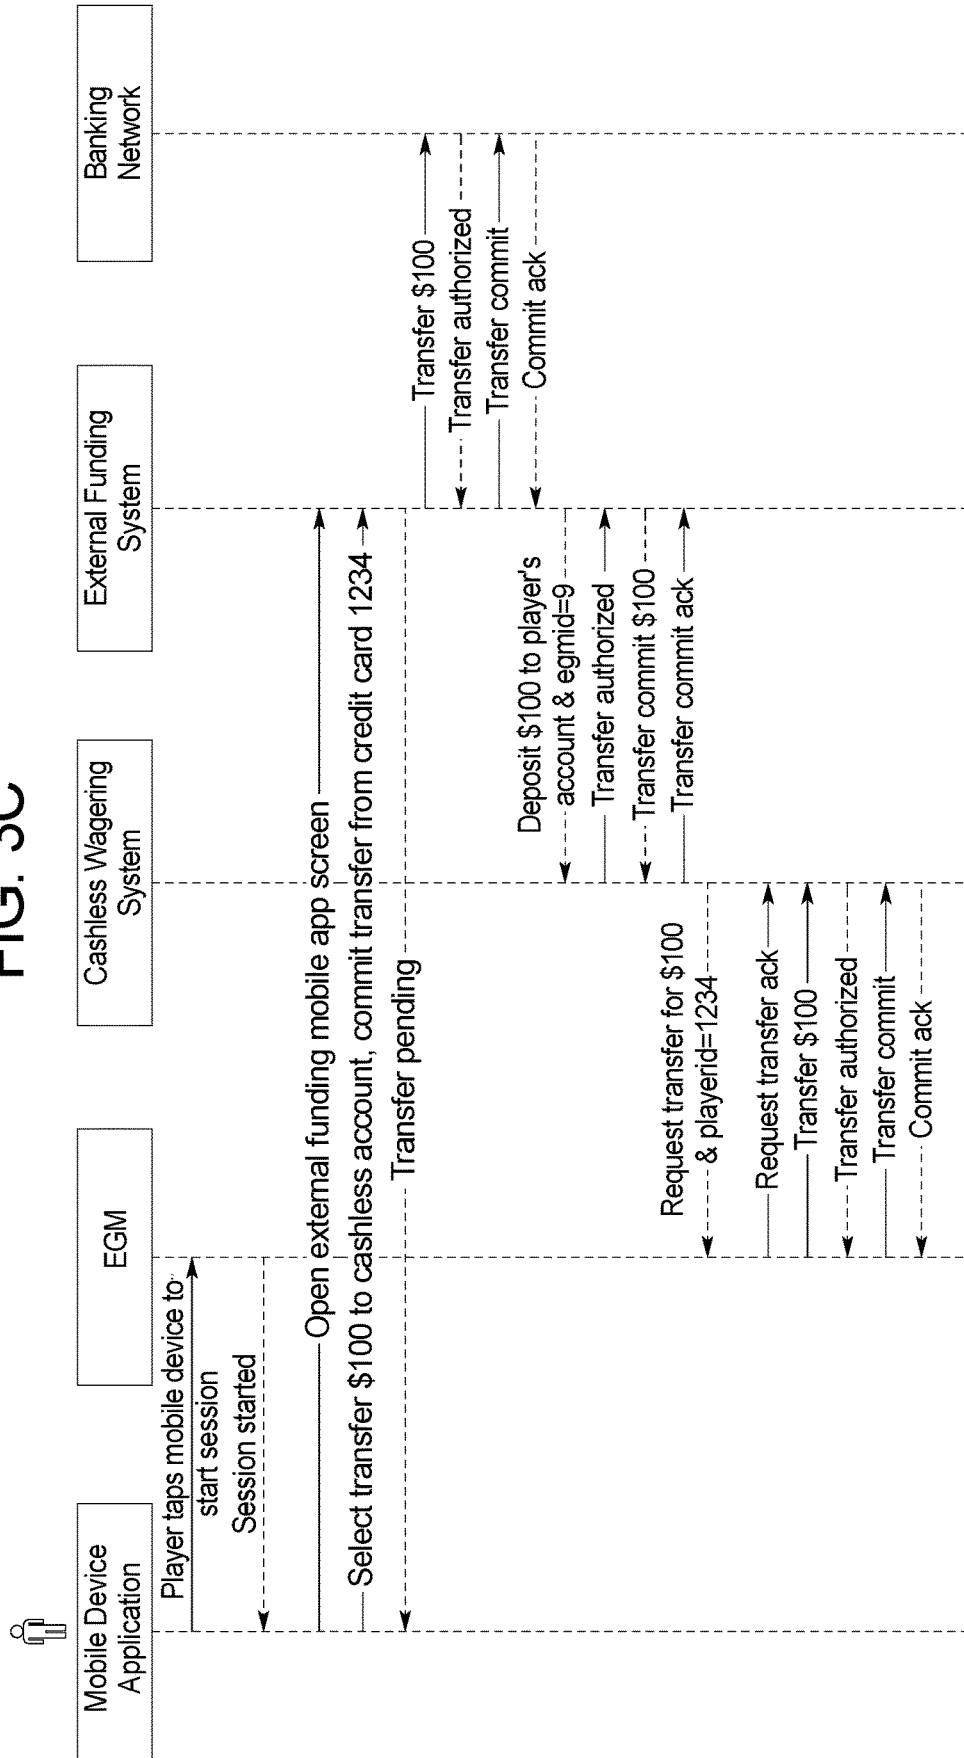 FIG. 3C
Mobile Device
Application
EGM
Cashless Wagering
System
External Funding
System
Banking
Network
Player taps mobile device to
start session
Session started
Open external funding mobile app screen
Select transfer $100 to cashless account, commit transfer from credit card 1234
Transfer pending
Transfer $100
Transfer authorized
Transfer commit
Commit ack
Deposit $100 to player's
account & egmid=9
Transfer authorized
Transfer commit $100
Transfer commit ack
Request transfer for $100
& playerid=1234
Request transfer ack
Transfer $100
Transfer authorized
Transfer commit
Commit ack